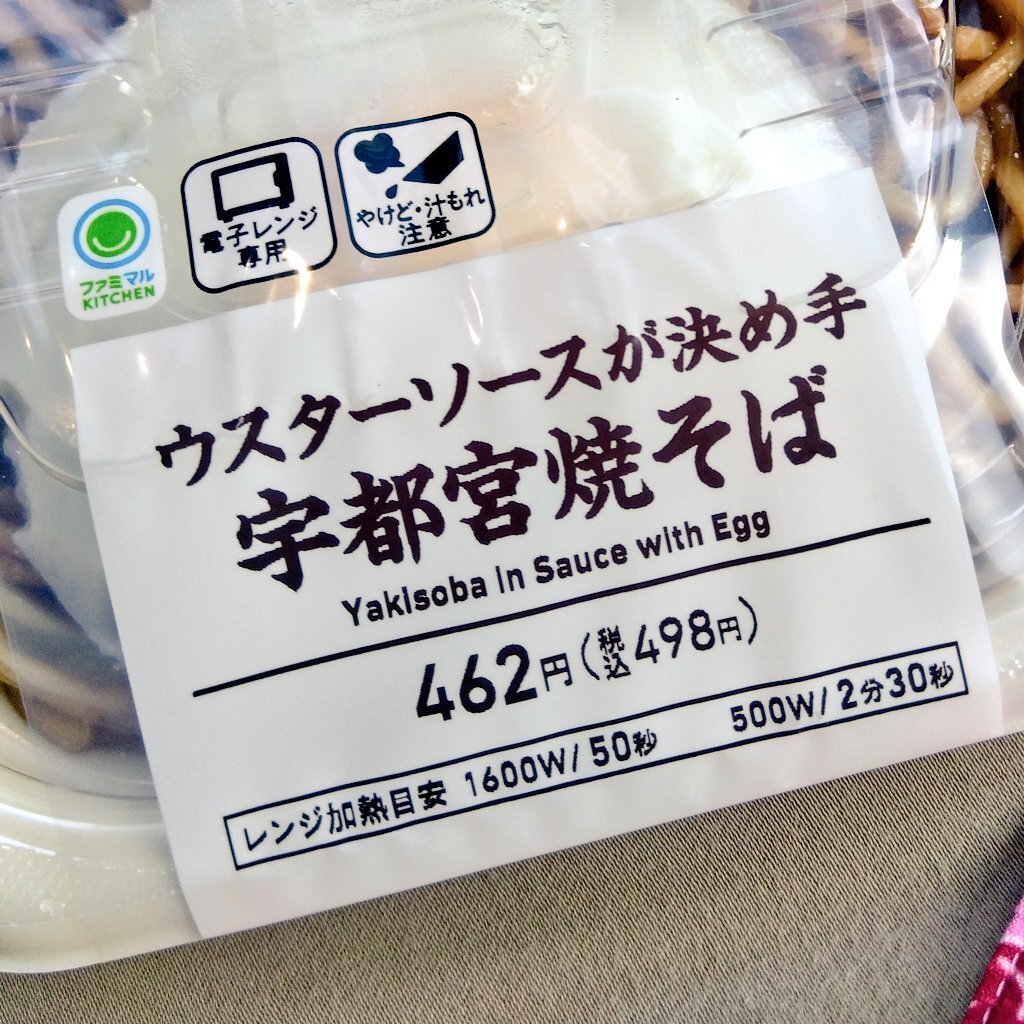 電子レンジ
専用
やけど・汁もれ
注意
ファミマル
KITCHEN
ウスターソースが決め手
宇都宮焼そば
Yakisoba in Sauce with Egg
462円(税込498円)
レンジ加熱目安 1600W/50秒 500W/2分30秒